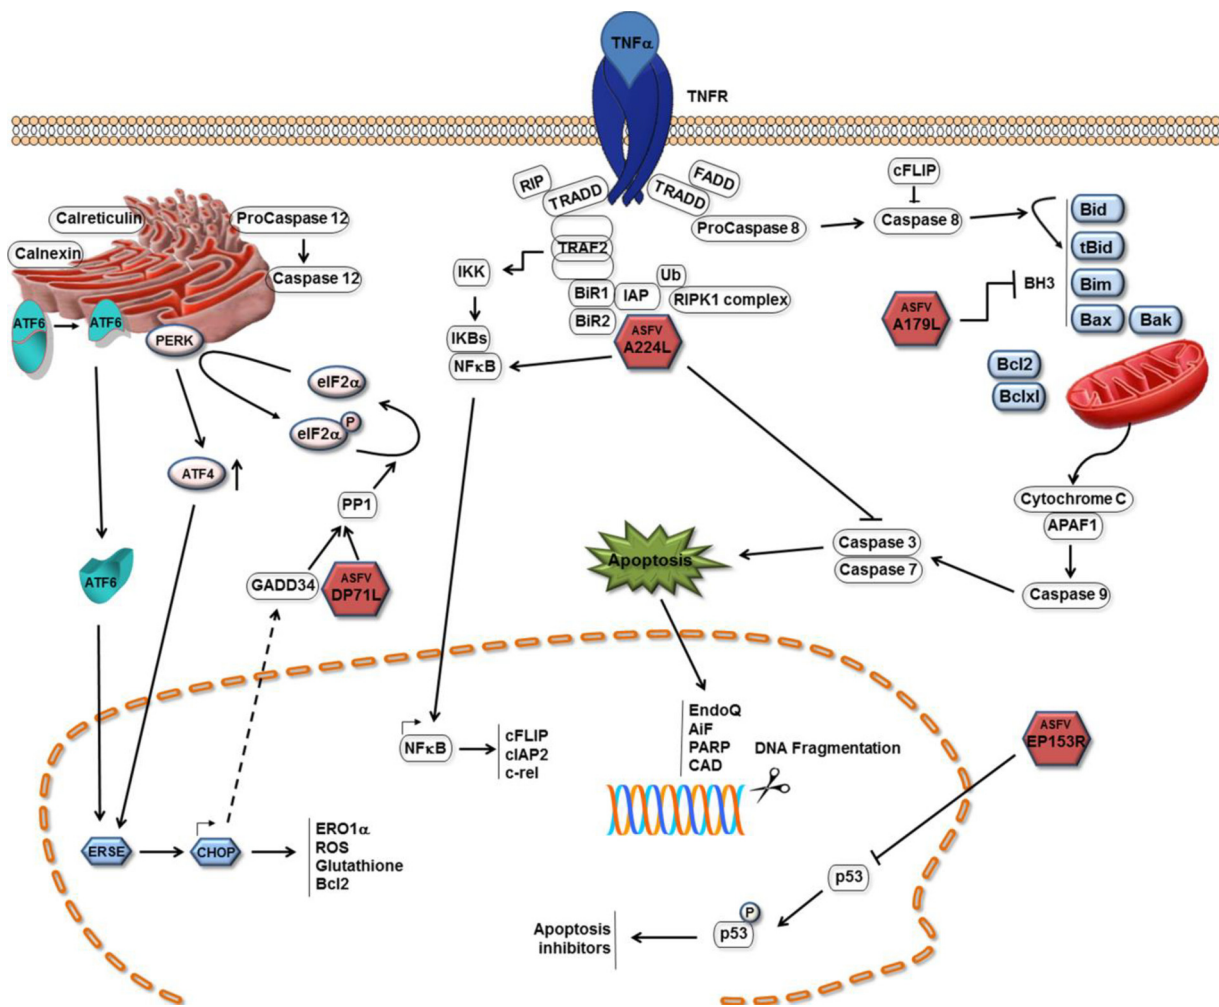 TNFα
TNFR
RIP
TRADD
TRADD
FADD
cFLIP
ProCaspase 8
Caspase 8
Bid
tBid
BH3
Bim
Bax
Bak
ASFV
A179L
Bcl2
Bclxl
Calreticulin
ProCaspase 12
Calnexin
Caspase 12
ATF6
ATF6
PERK
TRAF2
IKK
Ub
BiR1
IAP
RIPK1 complex
BiR2
ASFV
A224L
IKBs
NFκB
eIF2α
eIF2α
P
ATF4
PP1
Cytochrome C
APAF1
Caspase 3
Caspase 7
Caspase 9
Apoptosis
ATF6
GADD34
ASFV
DP71L
NFκB
cFLIP
cIAP2
c-rel
EndoQ
AiF
PARP
CAD
DNA Fragmentation
ASFV
EP153R
ERSE
CHOP
ERO1α
ROS
Glutathione
Bcl2
p53
P
p53
Apoptosis
inhibitors